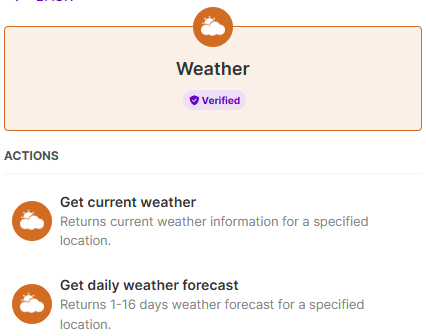 Weather
Verified
ACTIONS
Get current weather
Returns current weather information for a specified
location.
Get daily weather forecast
Returns 1-16 days weather forecast for a specified
location.